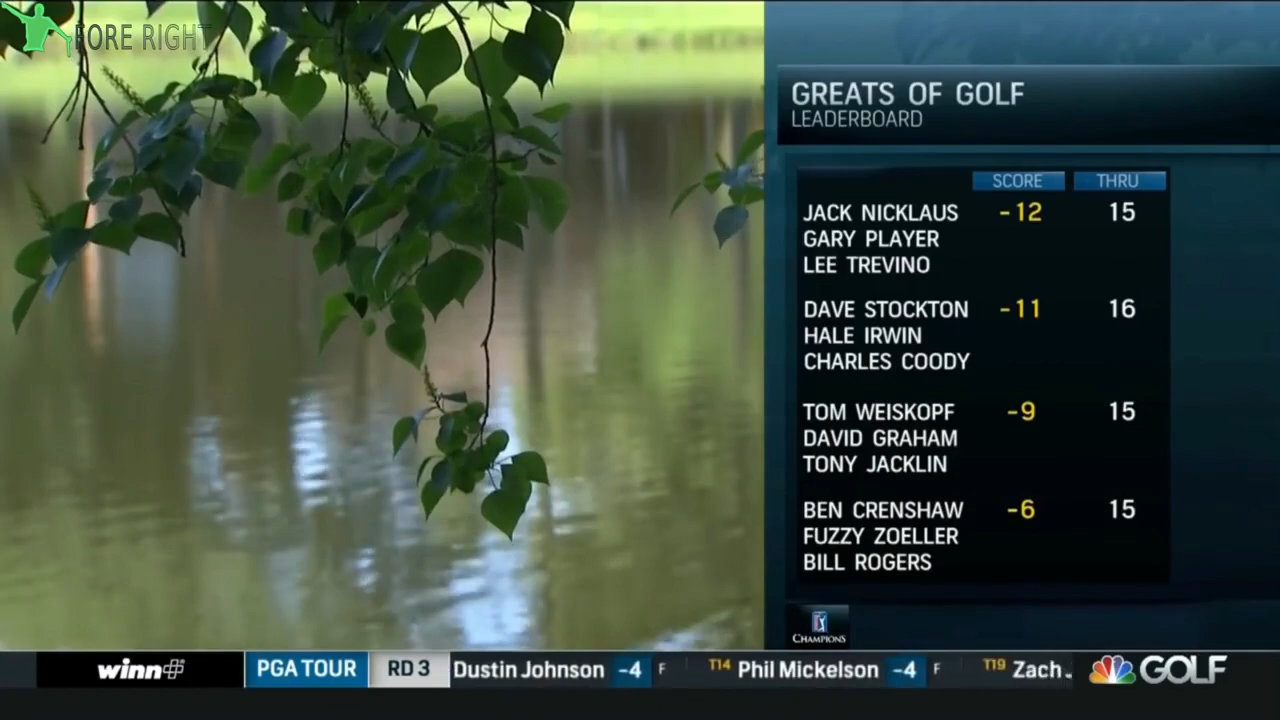 FORE RIGHT
GREATS OF GOLF
LEADERBOARD
SCORE THRU
JACK NICKLAUS -12 15
GARY PLAYER
LEE TREVINO
DAVE STOCKTON -11 16
HALE IRWIN
CHARLES COODY
TOM WEISKOPF -9 15
DAVID GRAHAM
TONY JACKLIN
BEN CRENSHAW -6 15
FUZZY ZOELLER
BILL ROGERS
CHAMPIONS
winn PGA TOUR RD 3 Dustin Johnson -4 F T14 Phil Mickelson -4 F T19 Zach GOLF